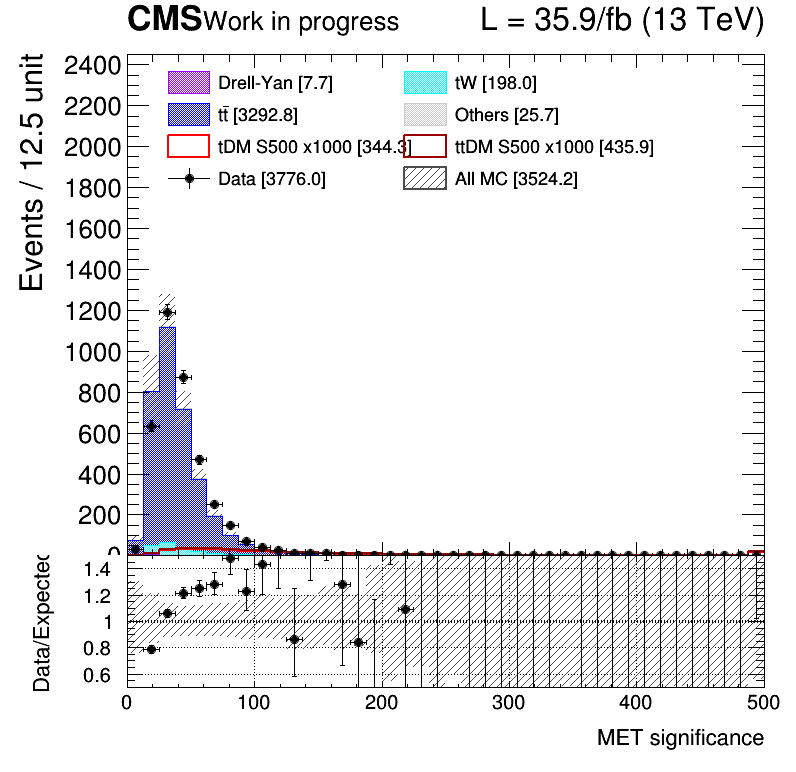 CMS Work in progress L = 35.9/fb (13 TeV)
Events / 12.5 unit
2400
2200
2000
1800
1600
1400
1200
1000
800
600
400
200
0
Drell-Yan [7.7]
tW [198.0]
tt̄ [3292.8]
Others [25.7]
tDM S500 x1000 [344.3]
ttDM S500 x1000 [435.9]
Data [3776.0]
All MC [3524.2]
Data/Expected
1.4
1.2
1
0.8
0.6
0 100 200 300 400 500
MET significance